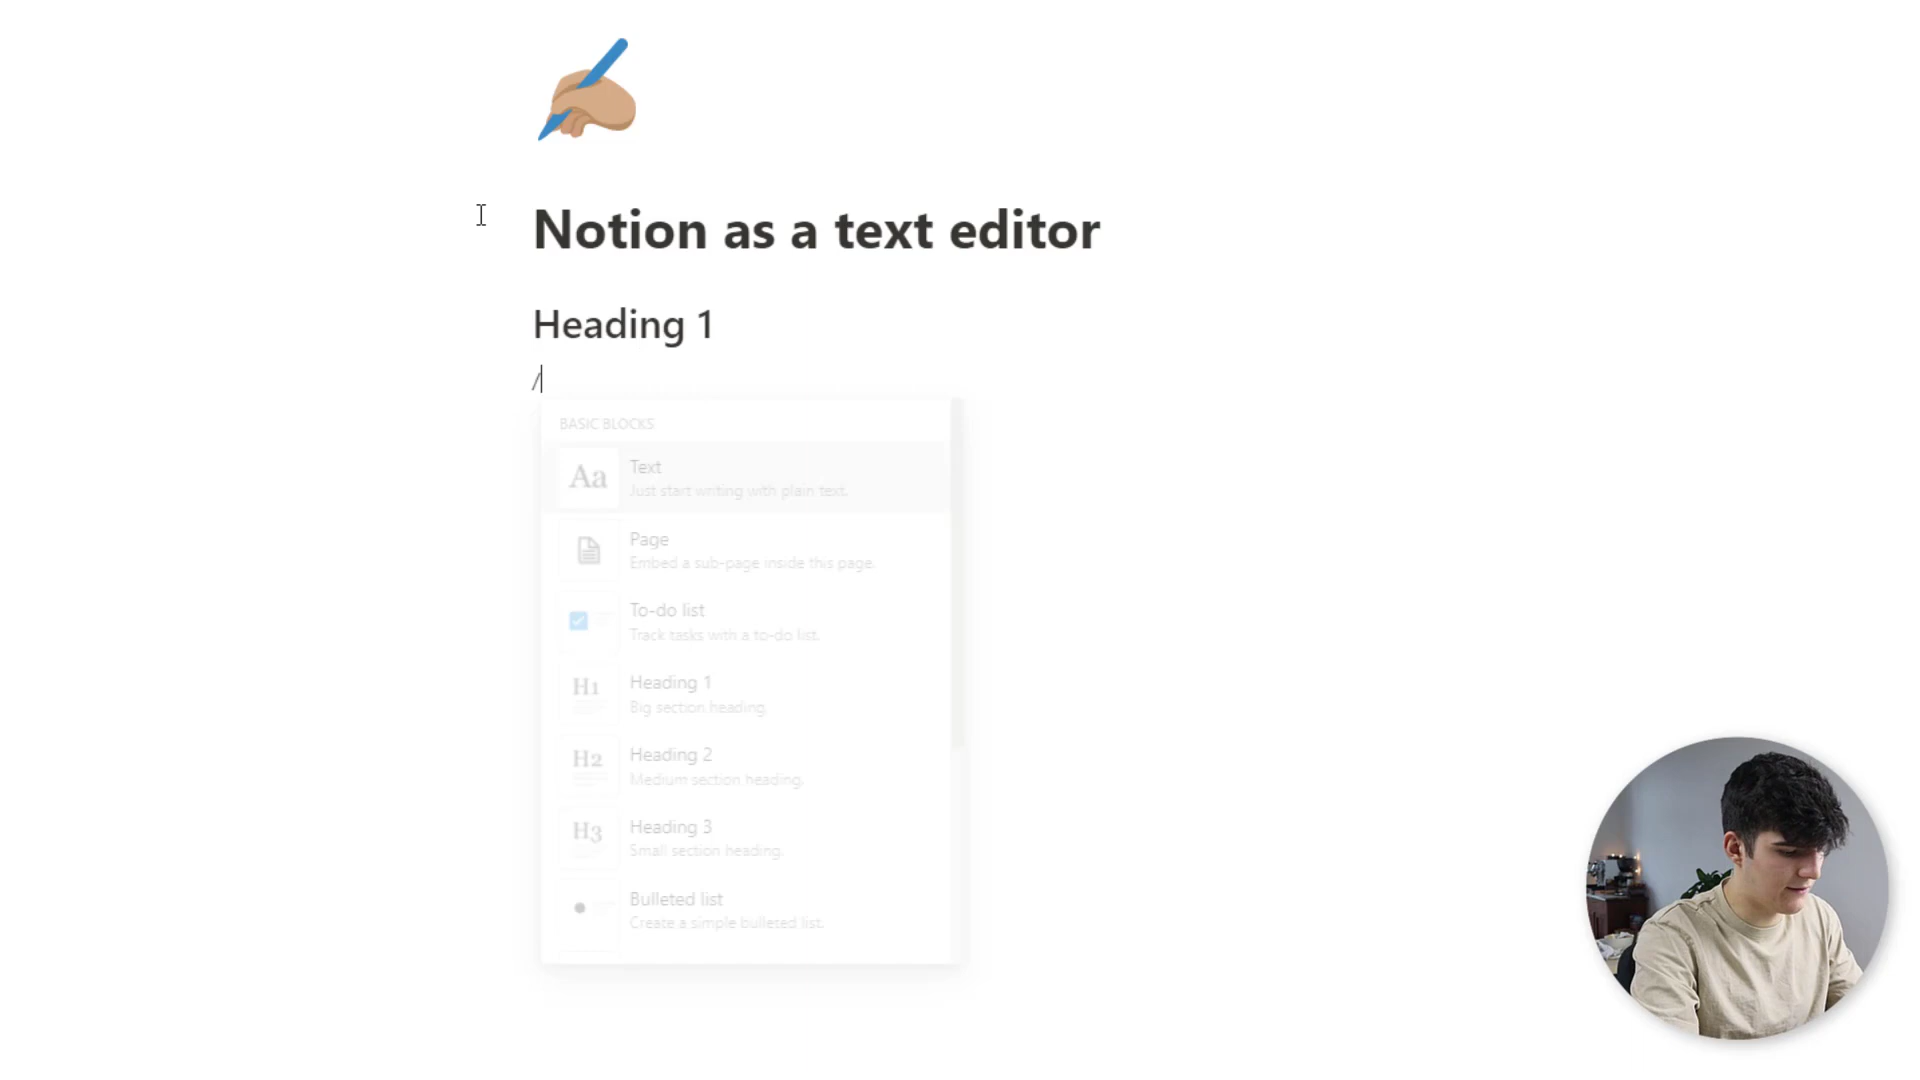 Notion as a text editor
Heading 1
/
BASIC BLOCKS
Aa
Text
Just start writing with plain text.
Page
Embed a sub-page inside this page.
To-do list
Track tasks with a to-do list.
H1
Heading 1
Big section heading.
H2
Heading 2
Medium section heading.
H3
Heading 3
Small section heading.
Bulleted list
Create a simple bulleted list.